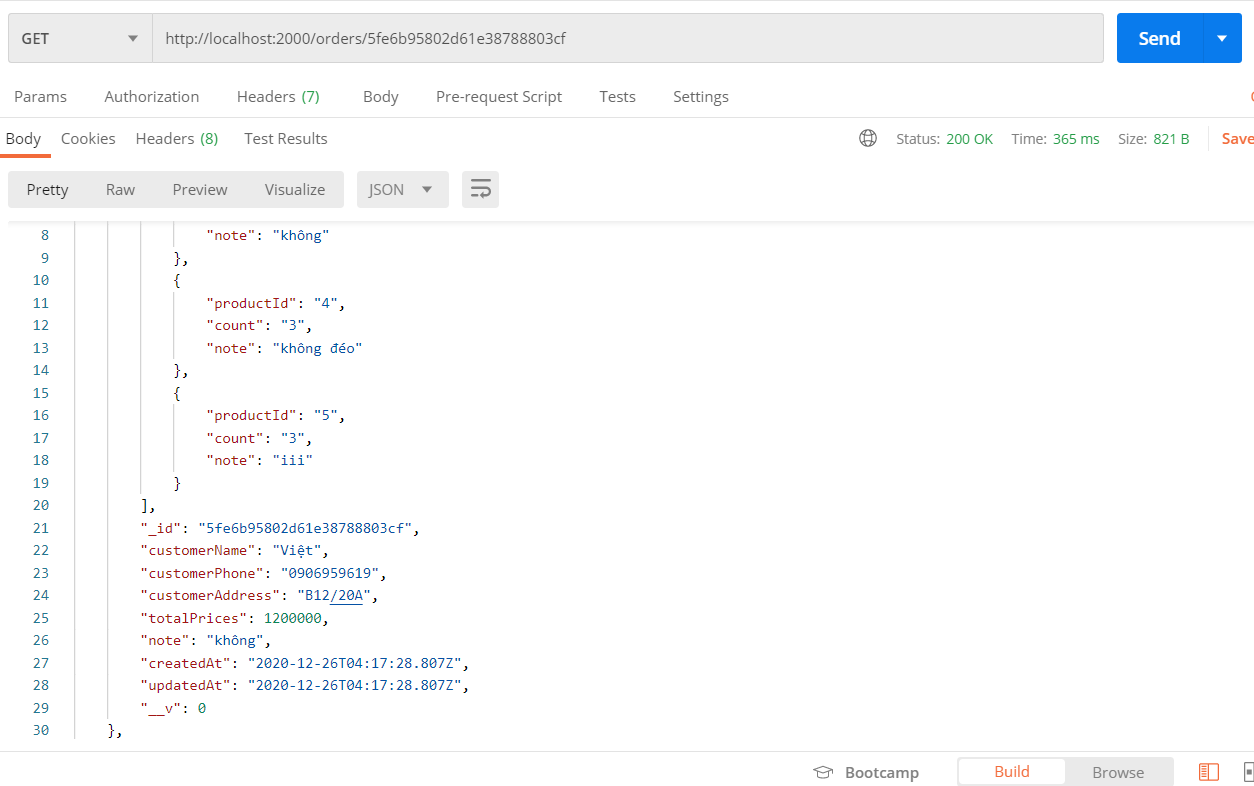 GET http://localhost:2000/orders/5fe6b95802d61e38788803cf Send
Params Authorization Headers (7) Body Pre-request Script Tests Settings
Body Cookies Headers (8) Test Results Status: 200 OK Time: 365 ms Size: 821 B Save
Pretty Raw Preview Visualize JSON
8 "note": "không"
9 },
10 {
11 "productId": "4",
12 "count": "3",
13 "note": "không đéo"
14 },
15 {
16 "productId": "5",
17 "count": "3",
18 "note": "iii"
19 }
20 ],
21 "_id": "5fe6b95802d61e38788803cf",
22 "customerName": "Việt",
23 "customerPhone": "0906959619",
24 "customerAddress": "B12/20A",
25 "totalPrices": 1200000,
26 "note": "không",
27 "createdAt": "2020-12-26T04:17:28.807Z",
28 "updatedAt": "2020-12-26T04:17:28.807Z",
29 "__v": 0
30 },
Bootcamp Build Browse